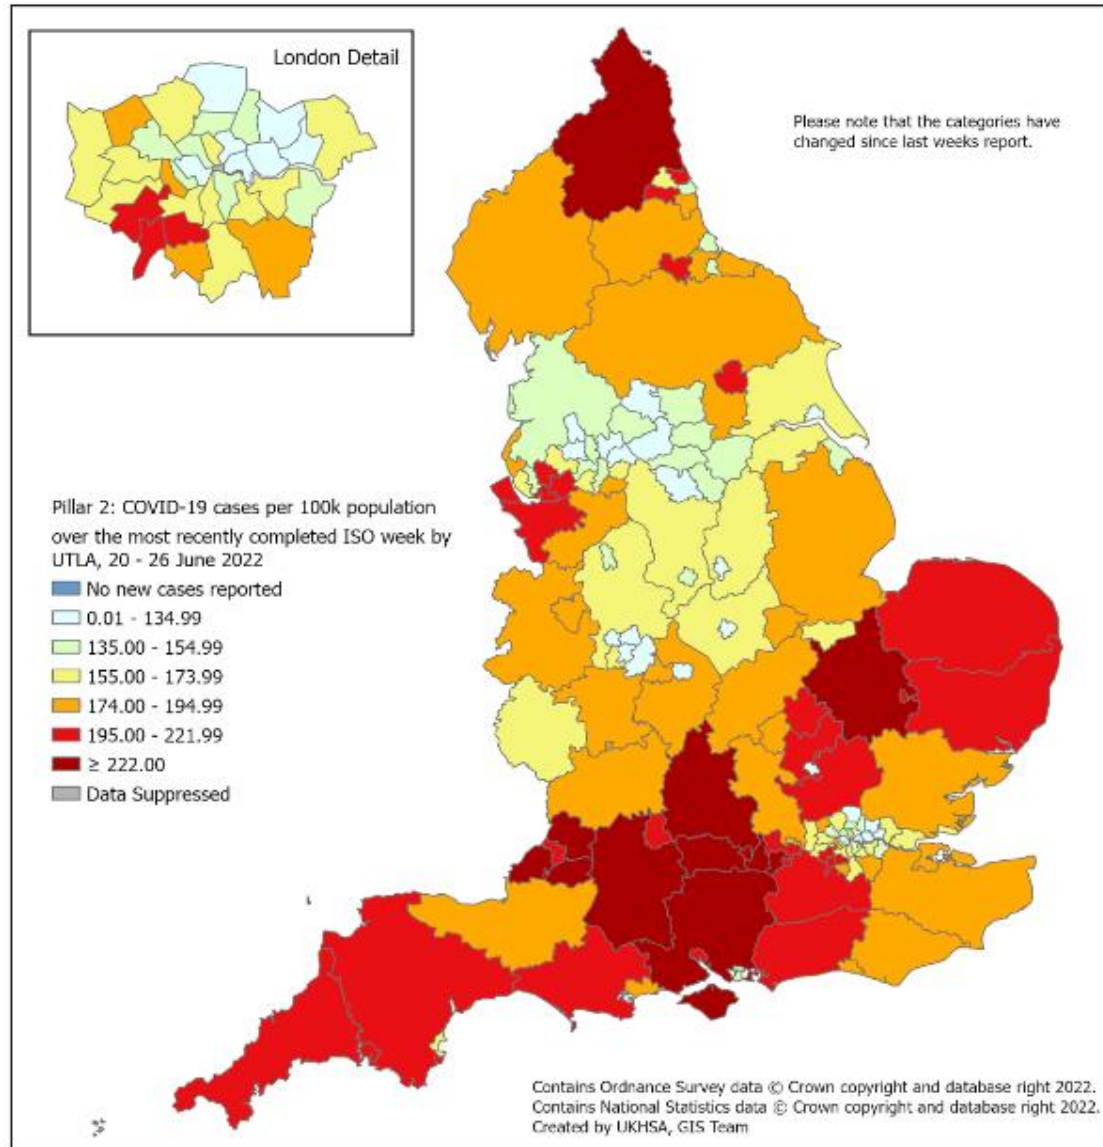 London Detail
Please note that the categories have
changed since last weeks report.
Pillar 2: COVID-19 cases per 100k population
over the most recently completed ISO week by
UTLA, 20 - 26 June 2022
No new cases reported
0.01 - 134.99
135.00 - 154.99
155.00 - 173.99
174.00 - 194.99
195.00 - 221.99
≥ 222.00
Data Suppressed
Contains Ordnance Survey data © Crown copyright and database right 2022.
Contains National Statistics data © Crown copyright and database right 2022.
Created by UKHSA, GIS Team